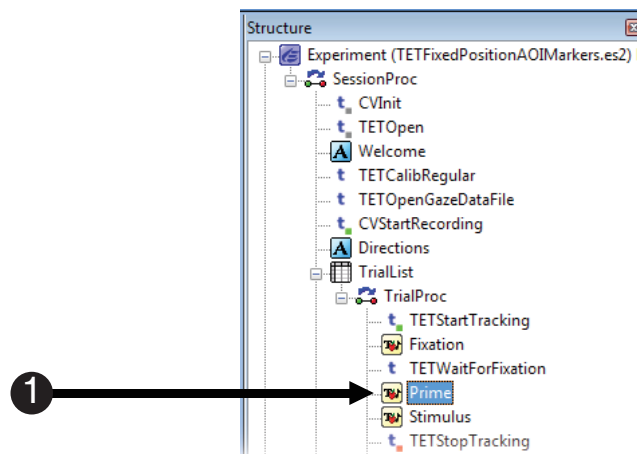 Structure
Experiment (TETFixedPositionAOIMarkers.es2)
SessionProc
CVInit
TETOpen
Welcome
TETCalibRegular
TETOpenGazeDataFile
CVStartRecording
Directions
TrialList
TrialProc
TETStartTracking
Fixation
TETWaitForFixation
1 Prime
Stimulus
TETStopTracking